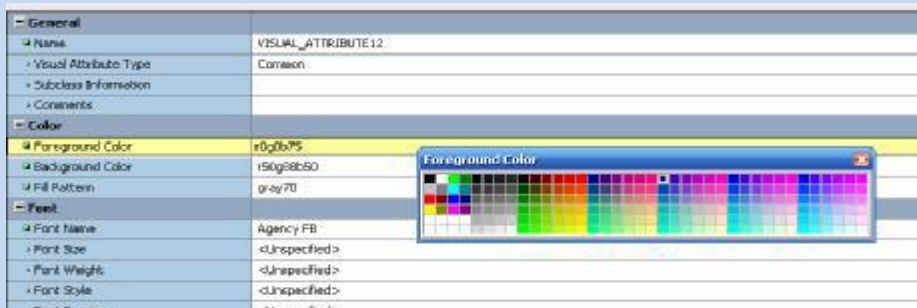 General
Name VISUAL_ATTRIBUTE12
Visual Attribute Type Common
Subclass Information
Comments
Color
Foreground Color r0g0b75
Background Color r50g88b50
Fill Pattern gray70
Font
Font Name Agency FB
Font Size <Unspecified>
Font Weight <Unspecified>
Font Style <Unspecified>
Foreground Color